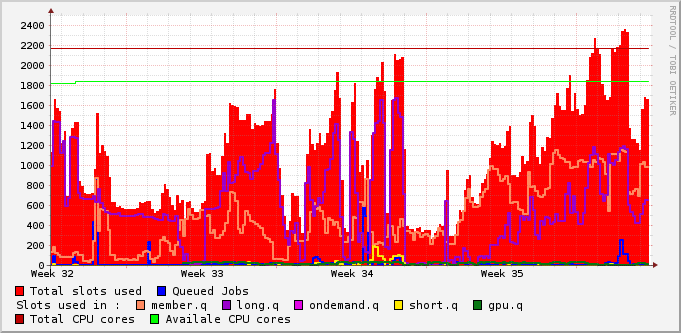 RRDTOOL / TOBI OETIKER
2400
2200
2000
1800
1600
1400
1200
1000
800
600
400
200
0
Week 32 Week 33 Week 34 Week 35
Total slots used Queued Jobs
Slots used in : member.q long.q ondemand.q short.q gpu.q
Total CPU cores Availale CPU cores